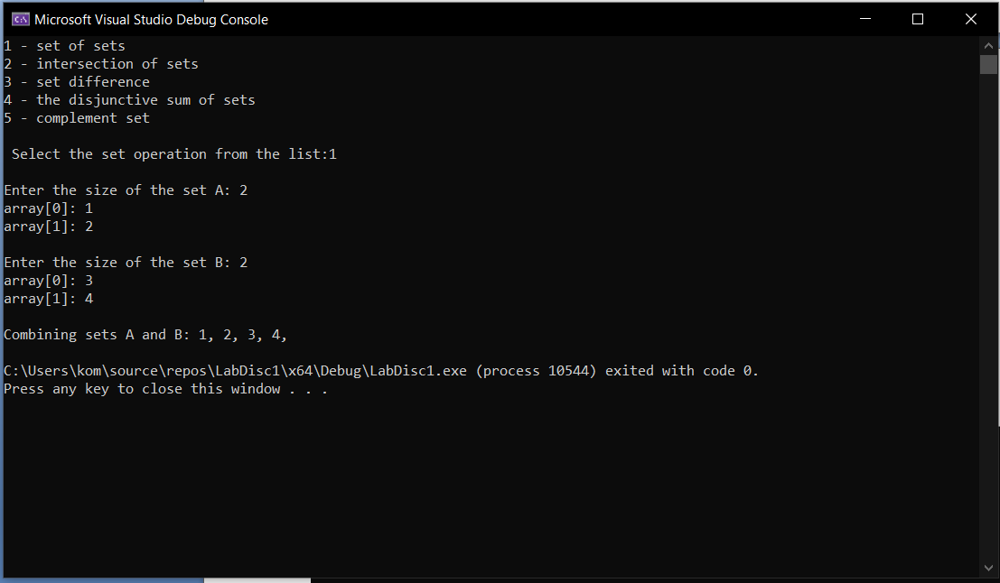 Microsoft Visual Studio Debug Console
1 - set of sets
2 - intersection of sets
3 - set difference
4 - the disjunctive sum of sets
5 - complement set
Select the set operation from the list:1
Enter the size of the set A: 2
array[0]: 1
array[1]: 2
Enter the size of the set B: 2
array[0]: 3
array[1]: 4
Combining sets A and B: 1, 2, 3, 4,
C:\Users\kom\source\repos\LabDisc1\x64\Debug\LabDisc1.exe (process 10544) exited with code 0.
Press any key to close this window . . .